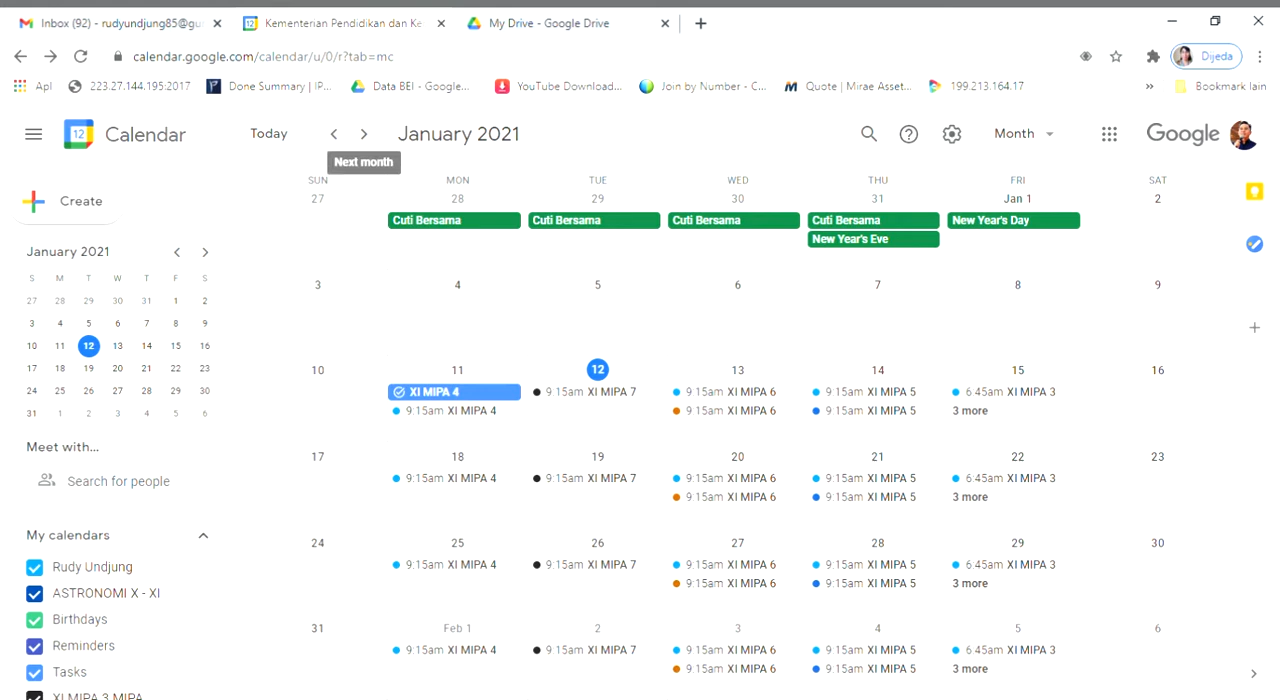 Inbox (92) - rudyundjung85@gu
Kementerian Pendidikan dan Ke
My Drive - Google Drive
calendar.google.com/calendar/u/0/r?tab=mc
Dijeda
Apl
223.27.144.195:2017
Done Summary | IP...
Data BEI - Google...
YouTube Download...
Join by Number - C...
Quote | Mirae Asset...
199.213.164.17
»
Bookmark lain
12 Calendar
Today
January 2021
Month
Google
Next month
Create
SUN MON TUE WED THU FRI SAT
27 28 29 30 31 Jan 1 2
Cuti Bersama Cuti Bersama Cuti Bersama Cuti Bersama New Year's Day
New Year's Eve
3 4 5 6 7 8 9
10 11 12 13 14 15 16
XI MIPA 4 9:15am XI MIPA 7 9:15am XI MIPA 6 9:15am XI MIPA 5 6:45am XI MIPA 3
9:15am XI MIPA 4 9:15am XI MIPA 6 9:15am XI MIPA 5 3 more
17 18 19 20 21 22 23
9:15am XI MIPA 4 9:15am XI MIPA 7 9:15am XI MIPA 6 9:15am XI MIPA 5 6:45am XI MIPA 3
9:15am XI MIPA 6 9:15am XI MIPA 5 3 more
24 25 26 27 28 29 30
9:15am XI MIPA 4 9:15am XI MIPA 7 9:15am XI MIPA 6 9:15am XI MIPA 5 6:45am XI MIPA 3
9:15am XI MIPA 6 9:15am XI MIPA 5 3 more
31 Feb 1 2 3 4 5 6
9:15am XI MIPA 4 9:15am XI MIPA 7 9:15am XI MIPA 6 9:15am XI MIPA 5 6:45am XI MIPA 3
9:15am XI MIPA 6 9:15am XI MIPA 5 3 more
January 2021
S M T W T F S
27 28 29 30 31 1 2
3 4 5 6 7 8 9
10 11 12 13 14 15 16
17 18 19 20 21 22 23
24 25 26 27 28 29 30
31 1 2 3 4 5 6
Meet with...
Search for people
My calendars
Rudy Undjung
ASTRONOMI X - XI
Birthdays
Reminders
Tasks
XI MIPA 3 MIPA